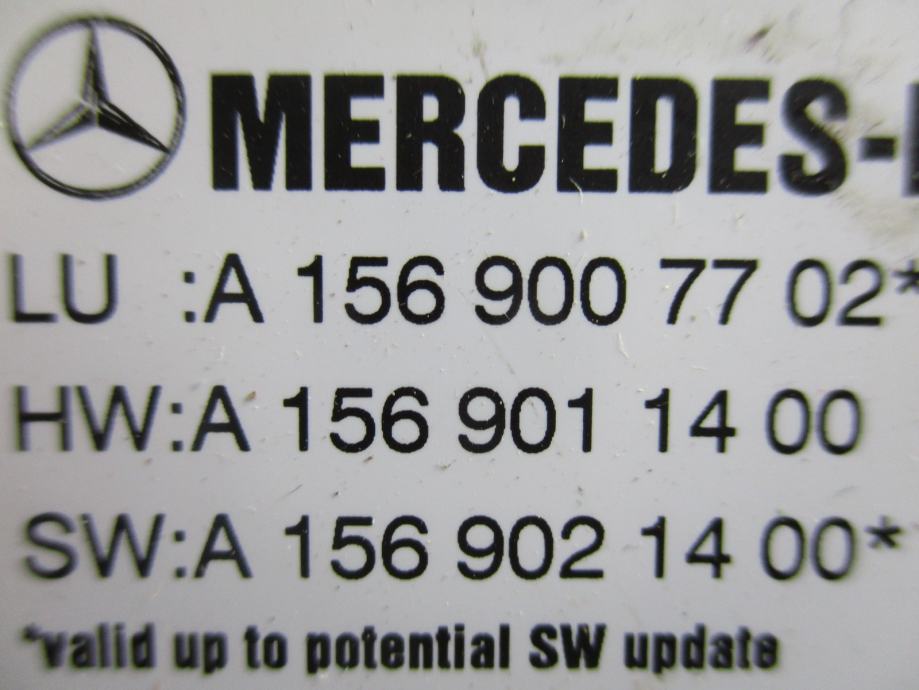 MERCEDES-
LU :A 156 900 77 02*
HW:A 156 901 14 00
SW:A 156 902 14 00*
*valid up to potential SW update